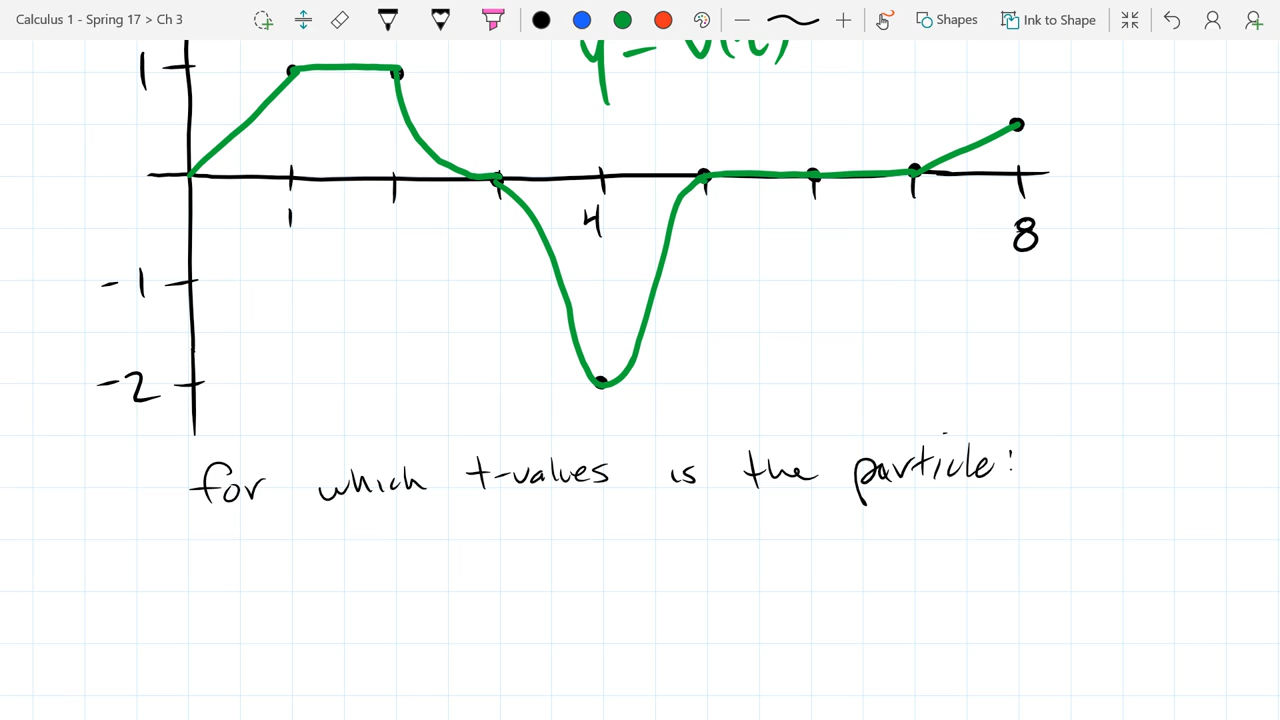 Calculus 1 - Spring 17 > Ch 3
Shapes
Ink to Shape
1
y = v(t)
1
4
8
-1
-2
for which t-values is the particle: